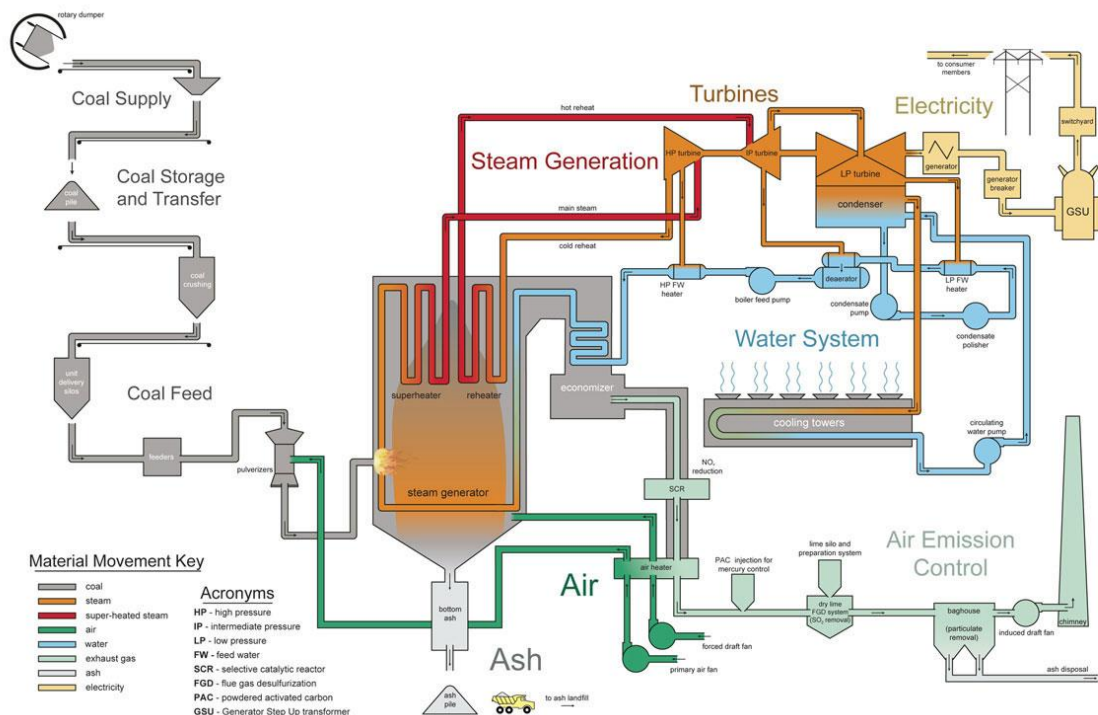 rotary dumper
Coal Supply
Coal Storage
and Transfer
coal
pile
coal
crushing
unit
delivery
silos
Coal Feed
feeders
pulverizers
Steam Generation
hot reheat
main steam
cold reheat
superheater
reheater
steam generator
economizer
Turbines
HP turbine
IP turbine
LP turbine
condenser
Electricity
to consumer
members
generator
generator
breaker
switchyard
GSU
HP FW
heater
boiler feed pump
deaerator
condensate
pump
LP FW
heater
condensate
polisher
Water System
cooling towers
circulating
water pump
NOₓ
reduction
SCR
Air
air heater
forced draft fan
primary air fan
Air Emission
Control
PAC injection for
mercury control
lime silo and
preparation system
dry lime
FGD system
(SO₂ removal)
baghouse
(particulate
removal)
induced draft fan
chimney
ash disposal
Ash
bottom
ash
ash
pile
to ash landfill
Material Movement Key
coal
steam
super-heated steam
air
water
exhaust gas
ash
electricity
Acronyms
HP - high pressure
IP - intermediate pressure
LP - low pressure
FW - feed water
SCR - selective catalytic reactor
FGD - flue gas desulfurization
PAC - powdered activated carbon
GSU - Generator Step Up transformer